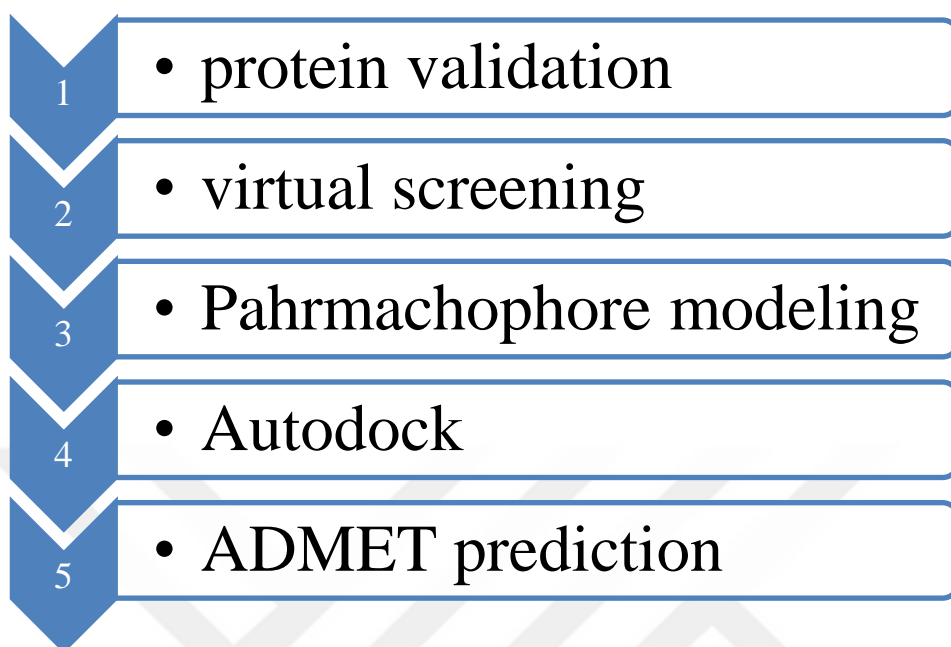 1 • protein validation
2 • virtual screening
3 • Pahrmachophore modeling
4 • Autodock
5 • ADMET prediction